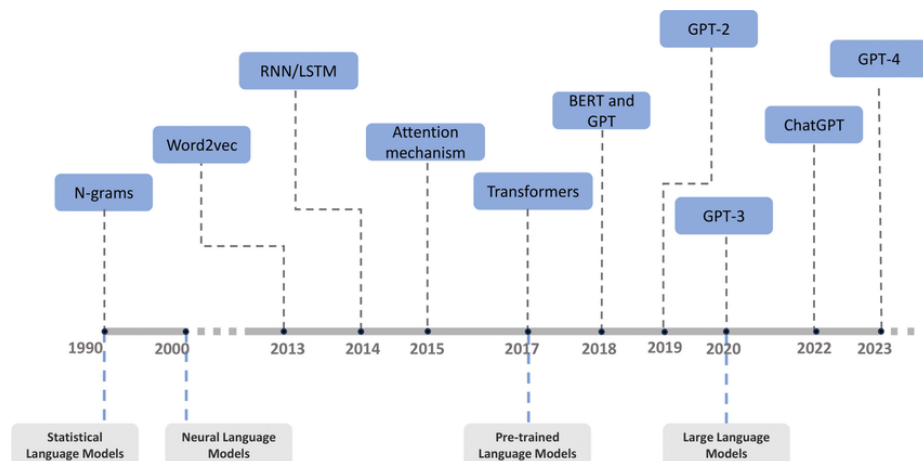 GPT-2
GPT-4
RNN/LSTM
BERT and
GPT
ChatGPT
Word2vec
Attention
mechanism
N-grams
Transformers
GPT-3
1990
2000
2013
2014
2015
2017
2018
2019
2020
2022
2023
Statistical
Language Models
Neural Language
Models
Pre-trained
Language Models
Large Language
Models